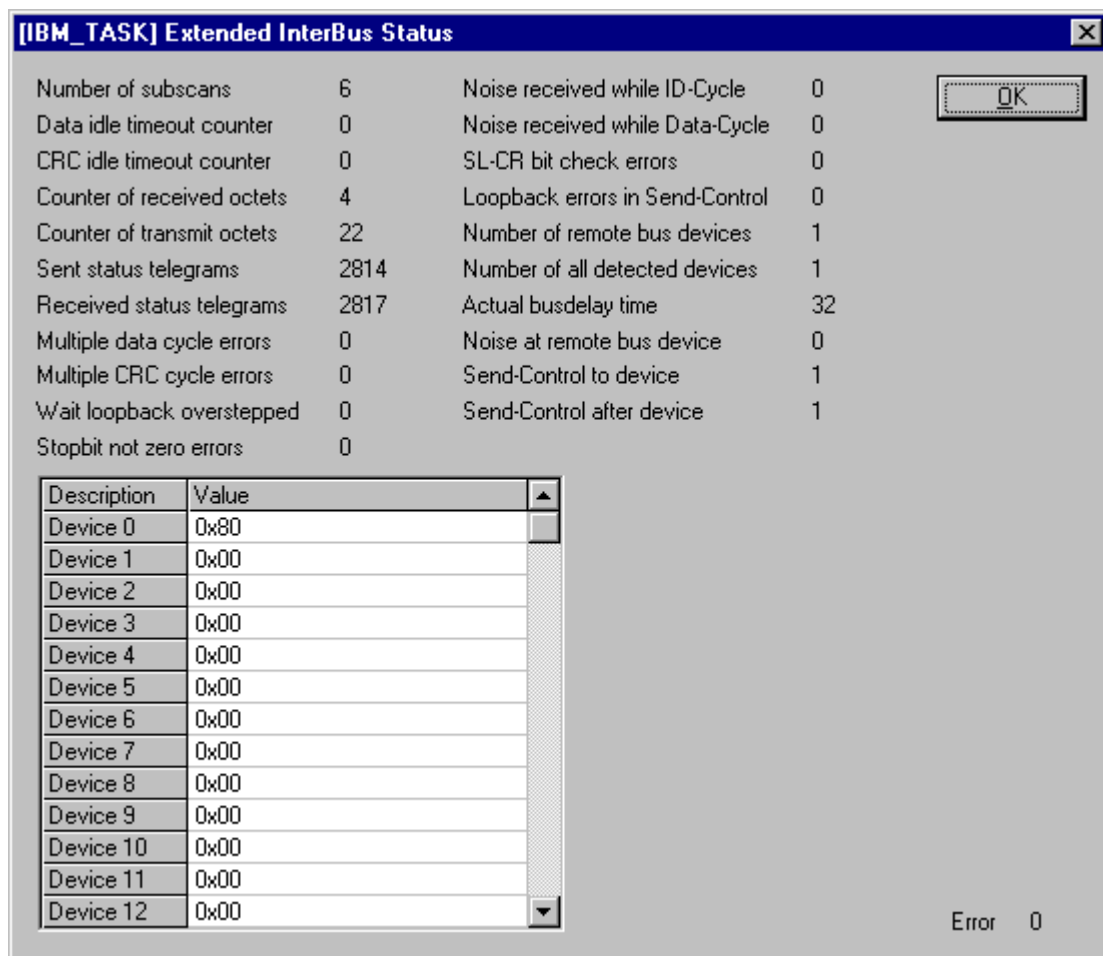 [IBM_TASK] Extended InterBus Status
Number of subscans 6 Noise received while ID-Cycle 0 OK
Data idle timeout counter 0 Noise received while Data-Cycle 0
CRC idle timeout counter 0 SL-CR bit check errors 0
Counter of received octets 4 Loopback errors in Send-Control 0
Counter of transmit octets 22 Number of remote bus devices 1
Sent status telegrams 2814 Number of all detected devices 1
Received status telegrams 2817 Actual busdelay time 32
Multiple data cycle errors 0 Noise at remote bus device 0
Multiple CRC cycle errors 0 Send-Control to device 1
Wait loopback overstepped 0 Send-Control after device 1
Stopbit not zero errors 0
Description Value
Device 0 0x80
Device 1 0x00
Device 2 0x00
Device 3 0x00
Device 4 0x00
Device 5 0x00
Device 6 0x00
Device 7 0x00
Device 8 0x00
Device 9 0x00
Device 10 0x00
Device 11 0x00
Device 12 0x00
Error 0